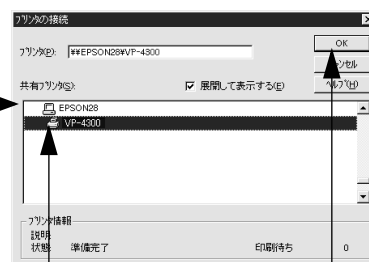 プリンタの接続
プリンタ(P): ¥¥EPSON28¥VP-4300
OK
キャンセル
ヘルプ(H)
共有プリンタ(S):
展開して表示する(E)
EPSON28
VP-4300
プリンタ情報
説明:
状態: 準備完了
印刷待ち
0